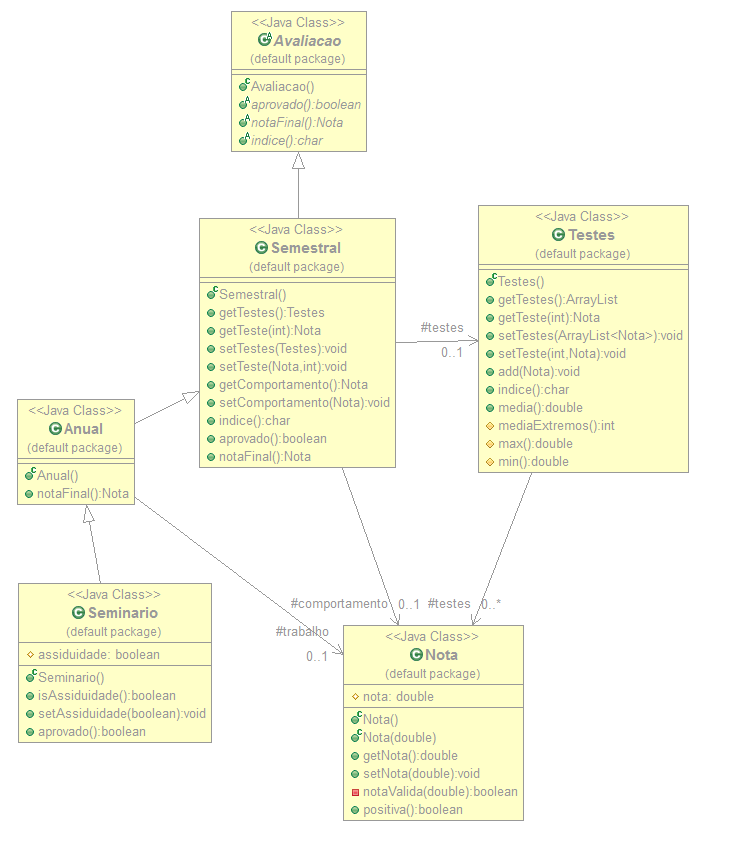 <<Java Class>>
Avaliacao
(default package)
Avaliacao()
aprovado():boolean
notaFinal():Nota
indice():char
<<Java Class>>
Semestral
(default package)
Semestral()
getTestes():Testes
getTeste(int):Nota
setTestes(Testes):void
setTeste(Nota,int):void
getComportamento():Nota
setComportamento(Nota):void
indice():char
aprovado():boolean
notaFinal():Nota
#testes
0..1
<<Java Class>>
Testes
(default package)
Testes()
getTestes():ArrayList
getTeste(int):Nota
setTestes(ArrayList<Nota>):void
setTeste(int,Nota):void
add(Nota):void
indice():char
media():double
mediaExtremos():int
max():double
min():double
<<Java Class>>
Anual
(default package)
Anual()
notaFinal():Nota
<<Java Class>>
Seminario
(default package)
assiduidade: boolean
Seminario()
isAssiduidade():boolean
setAssiduidade(boolean):void
aprovado():boolean
#comportamento 0..1
#testes 0..*
#trabalho
0..1
<<Java Class>>
Nota
(default package)
nota: double
Nota()
Nota(double)
getNota():double
setNota(double):void
notaValida(double):boolean
positiva():boolean